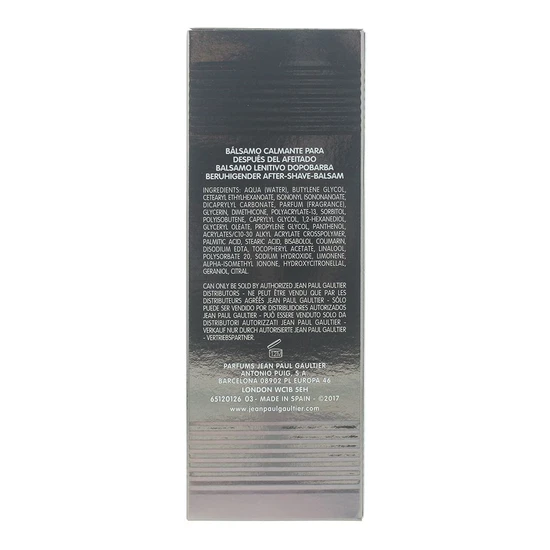 BÁLSAMO CALMANTE PARA
DESPUÉS DEL AFEITADO
BALSAMO LENITIVO DOPOBARBA
BERUHIGENDER AFTER-SHAVE-BALSAM
INGREDIENTS: AQUA (WATER), BUTYLENE GLYCOL,
CETEARYL ETHYLHEXANOATE, ISONONYL ISONONANOATE,
DICAPRYLYL CARBONATE, PARFUM (FRAGRANCE),
GLYCERIN, DIMETHICONE, POLYACRYLATE-13, SORBITOL,
POLYISOBUTENE, CAPRYLYL GLYCOL, 1,2-HEXANEDIOL,
GLYCERYL OLEATE, PROPYLENE GLYCOL, PANTHENOL,
ACRYLATES/C10-30 ALKYL ACRYLATE CROSSPOLYMER,
PALMITIC ACID, STEARIC ACID, BISABOLOL, COUMARIN,
DISODIUM EDTA, TOCOPHERYL ACETATE, LINALOOL,
POLYSORBATE 20, SODIUM HYDROXIDE, LIMONENE,
ALPHA-ISOMETHYL IONONE, HYDROXYCITRONELLAL,
GERANIOL, CITRAL.
CAN ONLY BE SOLD BY AUTHORIZED JEAN PAUL GAULTIER
DISTRIBUTORS - NE PEUT ÊTRE VENDU QUE PAR LES
DISTRIBUTEURS AGRÉÉS JEAN PAUL GAULTIER - SÓLO
PUEDE SER VENDIDO POR DISTRIBUIDORES AUTORIZADOS
JEAN PAUL GAULTIER - PUÒ ESSERE VENDUTO SOLO DA
DISTRIBUTORI AUTORIZZATI JEAN PAUL GAULTIER -
VERKAUF NUR DURCH AUTORISIERTE JEAN PAUL GAULTIER
-VERTRIEBSPARTNER.
12M
PARFUMS JEAN PAUL GAULTIER
ANTONIO PUIG, S.A.
BARCELONA 08902 PL EUROPA 46
LONDON WC1B 5EH
65120126 03 - MADE IN SPAIN - ©2017
www.jeanpaulgaultier.com